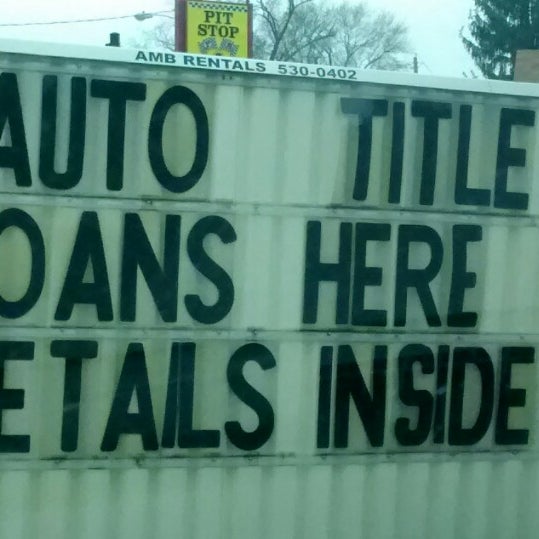 PIT
STOP
AMB RENTALS 530-0402
AUTO TITLE
OANS HERE
ETAILS INSIDE